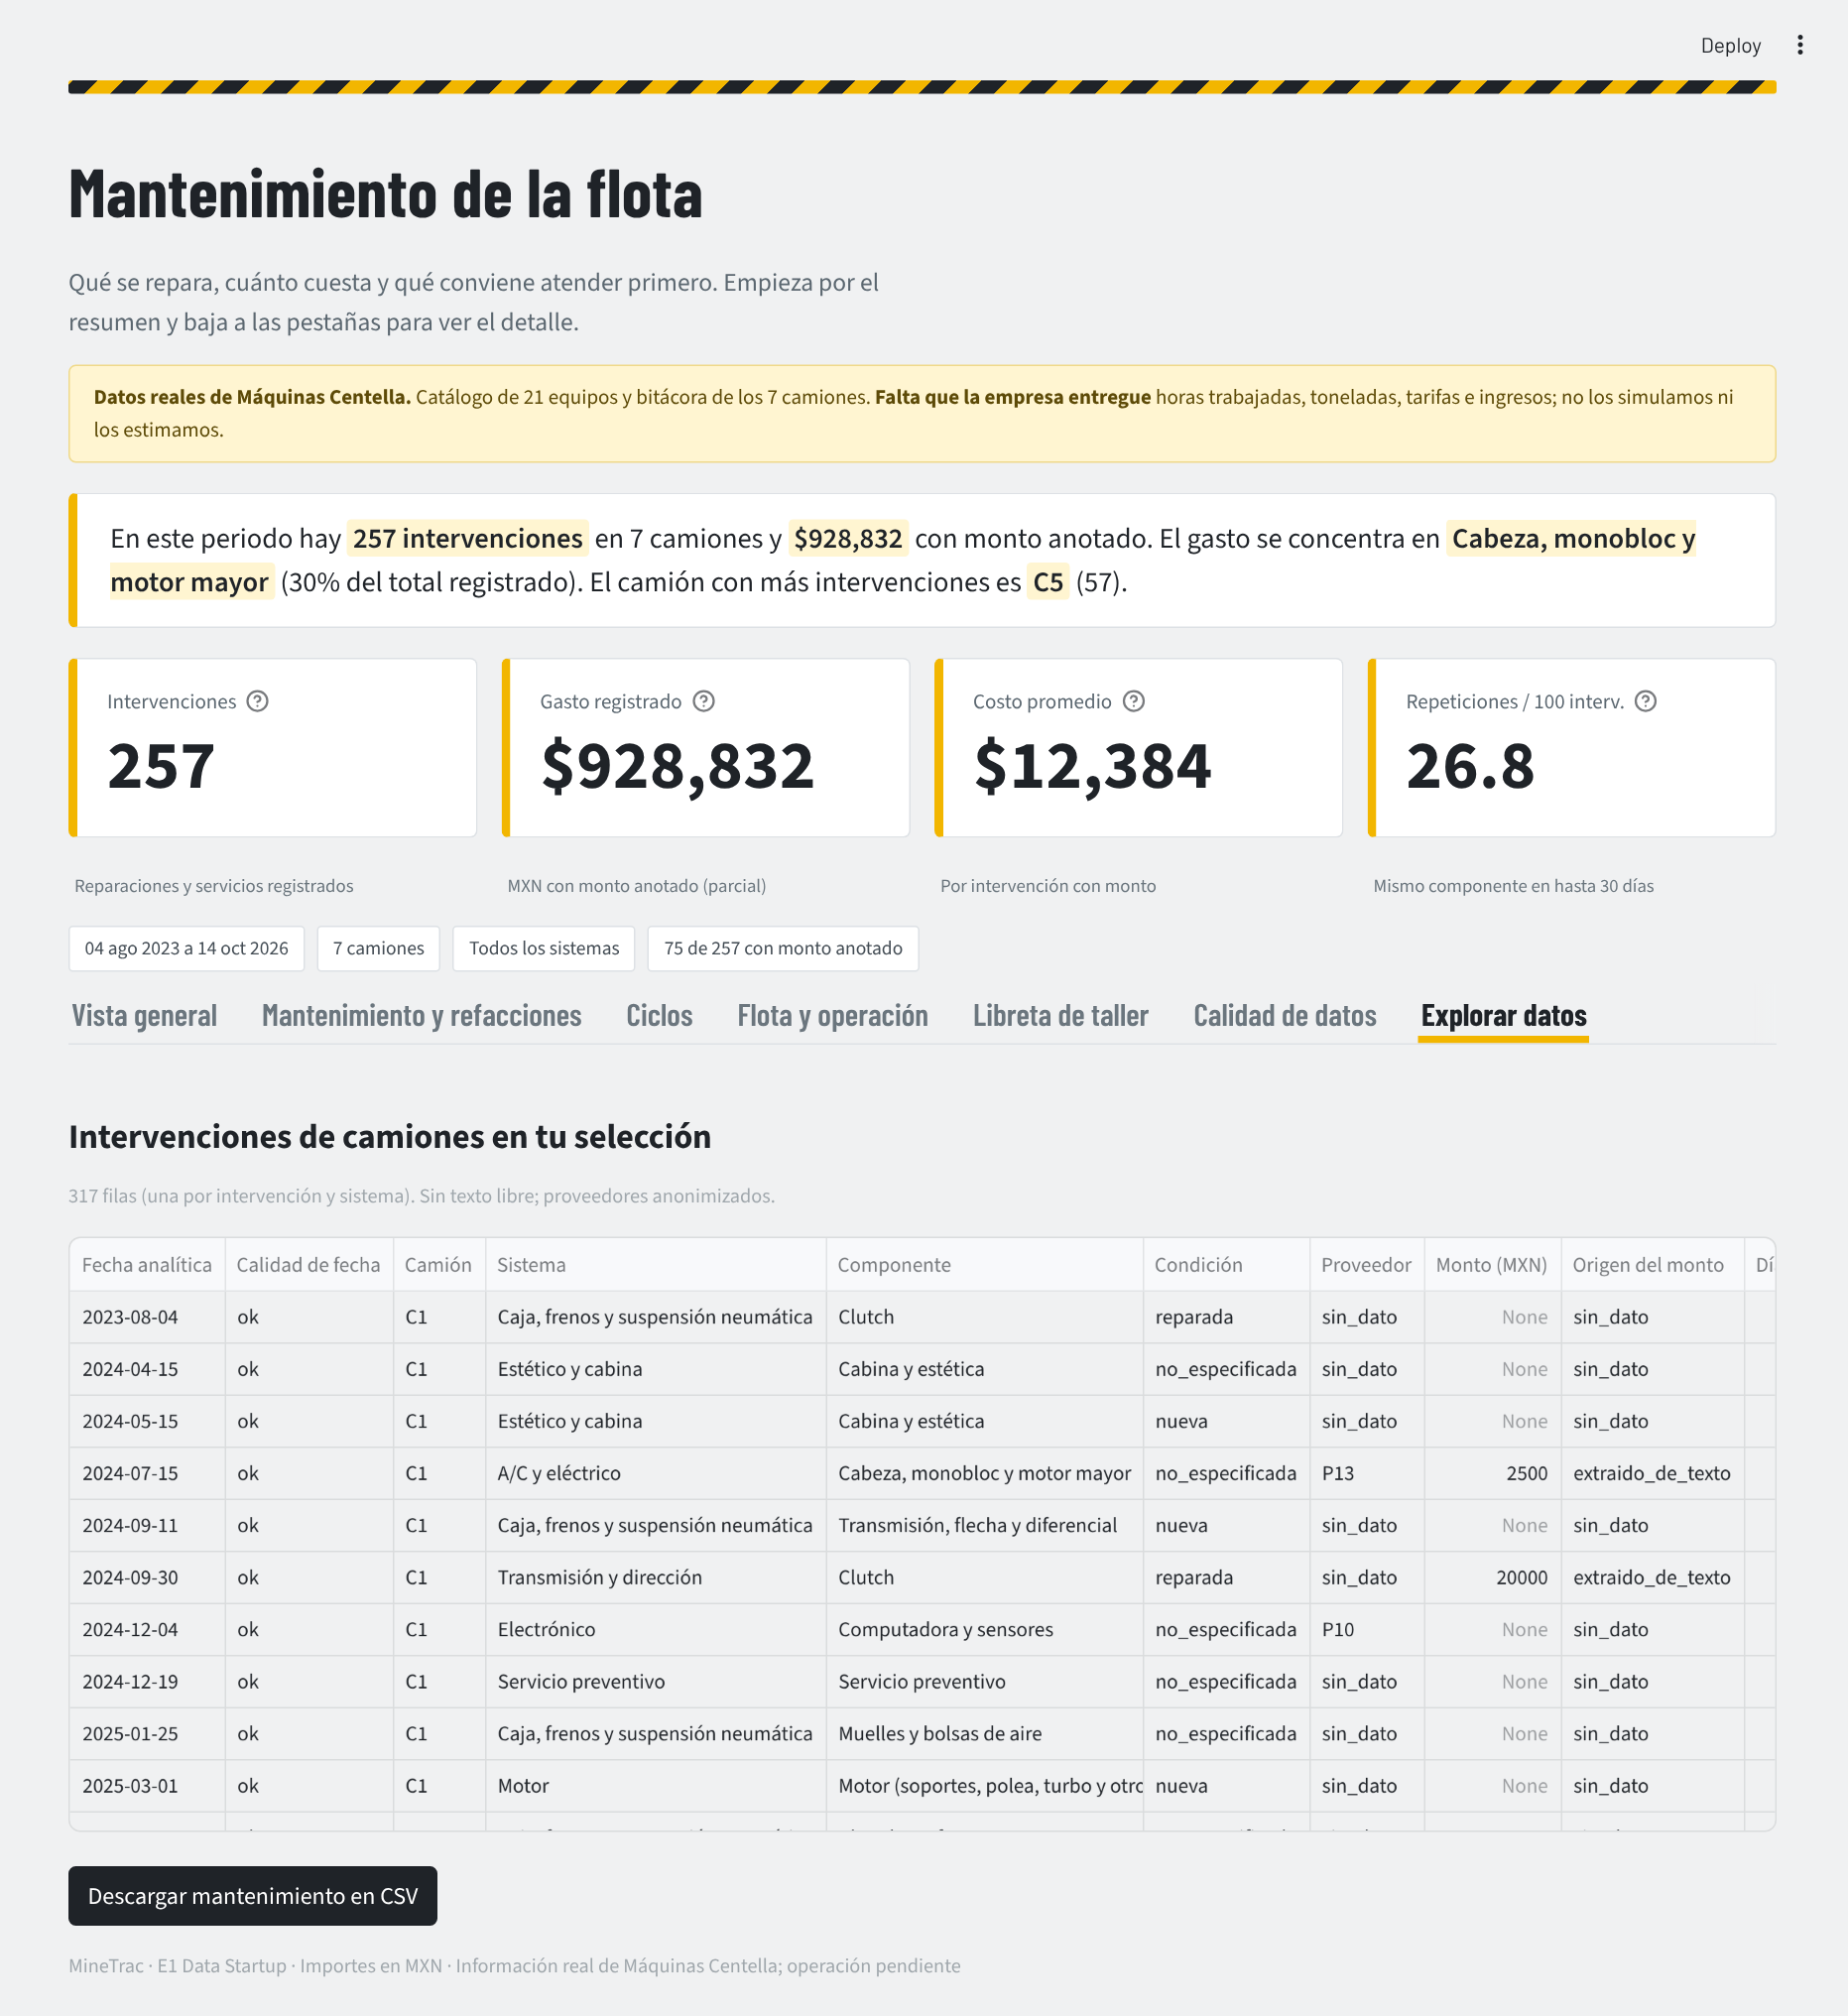 Deploy
Mantenimiento de la flota
Qué se repara, cuánto cuesta y qué conviene atender primero. Empieza por el
resumen y baja a las pestañas para ver el detalle.
Datos reales de Máquinas Centella. Catálogo de 21 equipos y bitácora de los 7 camiones. Falta que la empresa entregue horas trabajadas, toneladas, tarifas e ingresos; no los simulamos ni
los estimamos.
En este periodo hay 257 intervenciones en 7 camiones y $928,832 con monto anotado. El gasto se concentra en Cabeza, monobloc y
motor mayor (30% del total registrado). El camión con más intervenciones es C5 (57).
Intervenciones Gasto registrado Costo promedio Repeticiones / 100 interv.
257 $928,832 $12,384 26.8
Reparaciones y servicios registrados MXN con monto anotado (parcial) Por intervención con monto Mismo componente en hasta 30 días
04 ago 2023 a 14 oct 2026 7 camiones Todos los sistemas 75 de 257 con monto anotado
Vista general Mantenimiento y refacciones Ciclos Flota y operación Libreta de taller Calidad de datos Explorar datos
Intervenciones de camiones en tu selección
317 filas (una por intervención y sistema). Sin texto libre; proveedores anonimizados.
Fecha analítica Calidad de fecha Camión Sistema Componente Condición Proveedor Monto (MXN) Origen del monto Dí
2023-08-04 ok C1 Caja, frenos y suspensión neumática Clutch reparada sin_dato None sin_dato
2024-04-15 ok C1 Estético y cabina Cabina y estética no_especificada sin_dato None sin_dato
2024-05-15 ok C1 Estético y cabina Cabina y estética nueva sin_dato None sin_dato
2024-07-15 ok C1 A/C y eléctrico Cabeza, monobloc y motor mayor no_especificada P13 2500 extraido_de_texto
2024-09-11 ok C1 Caja, frenos y suspensión neumática Transmisión, flecha y diferencial nueva sin_dato None sin_dato
2024-09-30 ok C1 Transmisión y dirección Clutch reparada sin_dato 20000 extraido_de_texto
2024-12-04 ok C1 Electrónico Computadora y sensores no_especificada P10 None sin_dato
2024-12-19 ok C1 Servicio preventivo Servicio preventivo no_especificada sin_dato None sin_dato
2025-01-25 ok C1 Caja, frenos y suspensión neumática Muelles y bolsas de aire no_especificada sin_dato None sin_dato
2025-03-01 ok C1 Motor Motor (soportes, polea, turbo y otro nueva sin_dato None sin_dato
Descargar mantenimiento en CSV
MineTrac · E1 Data Startup · Importes en MXN · Información real de Máquinas Centella; operación pendiente